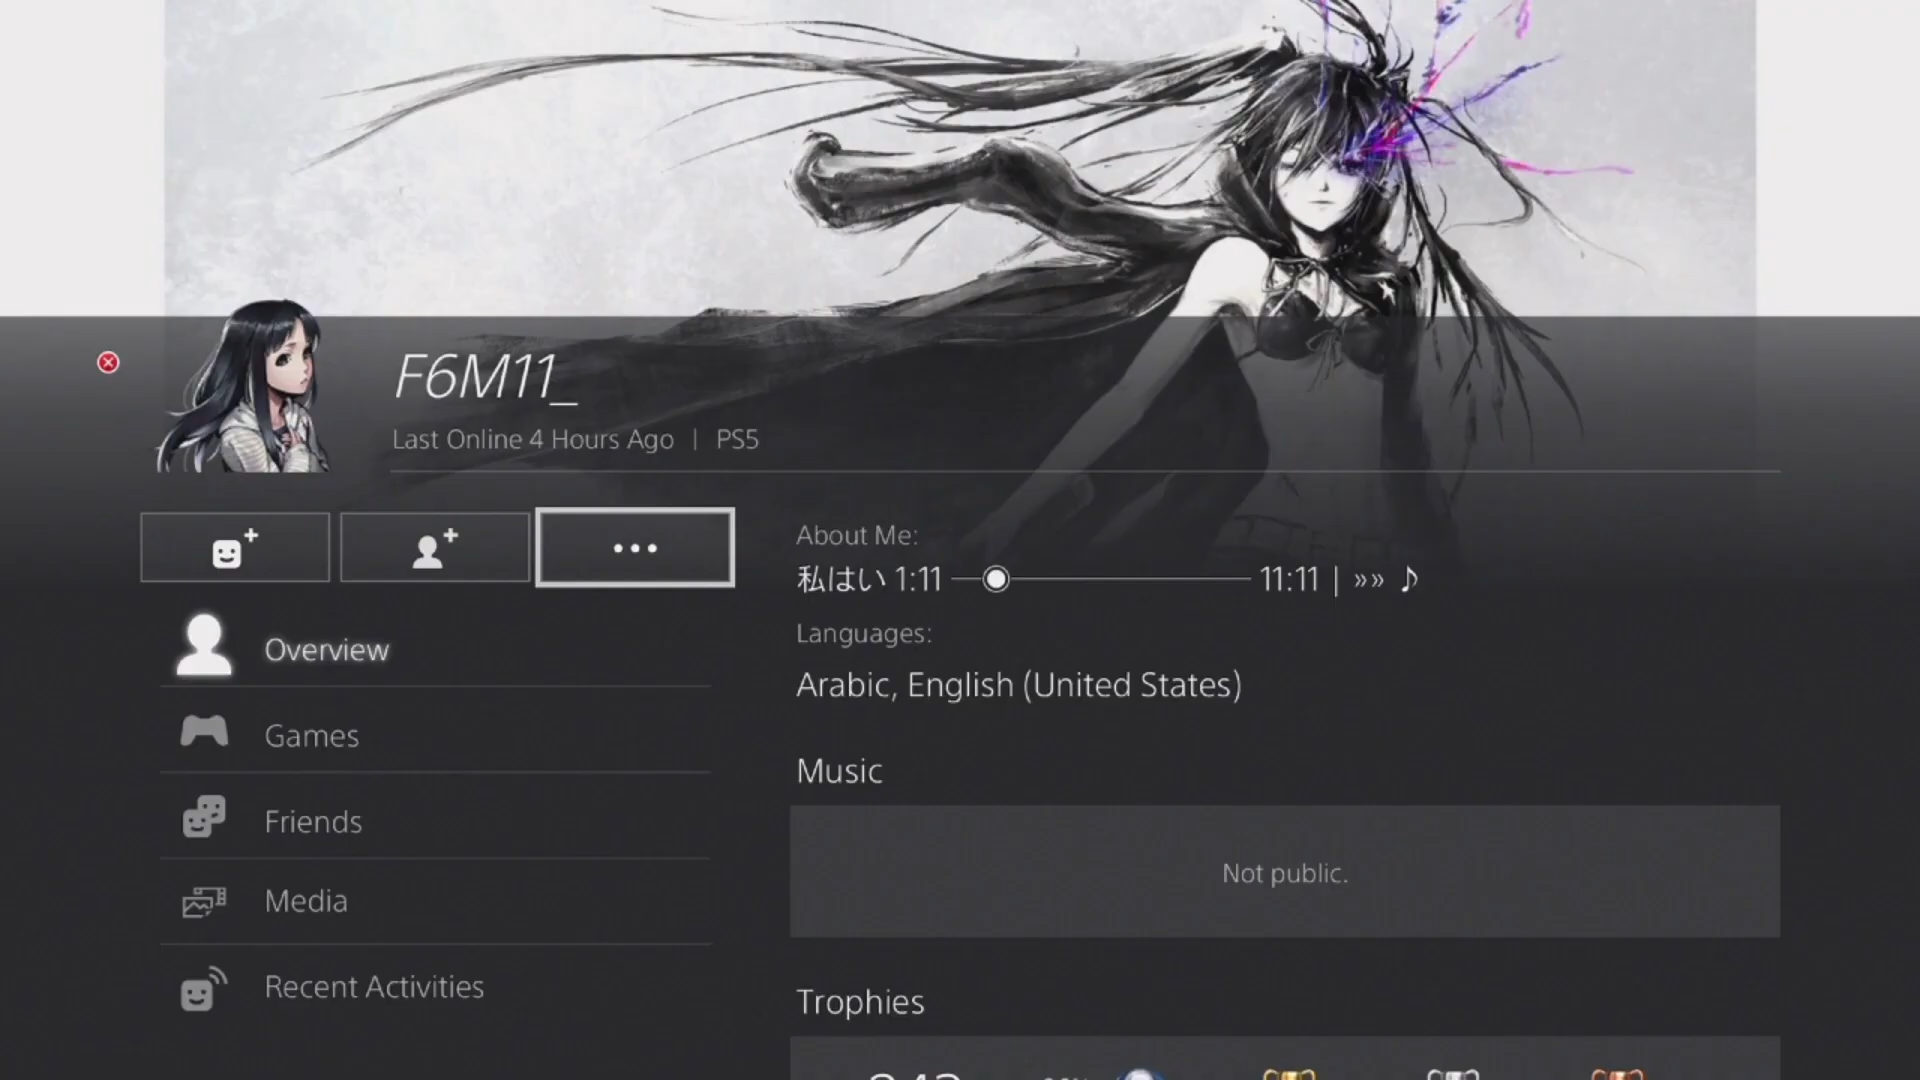 F6M11_
Last Online 4 Hours Ago | PS5
About Me:
私はい 1:11 ──⚪───── 11:11 | »» ♪
Languages:
Arabic, English (United States)
Overview
Games
Friends
Media
Recent Activities
Music
Not public.
Trophies